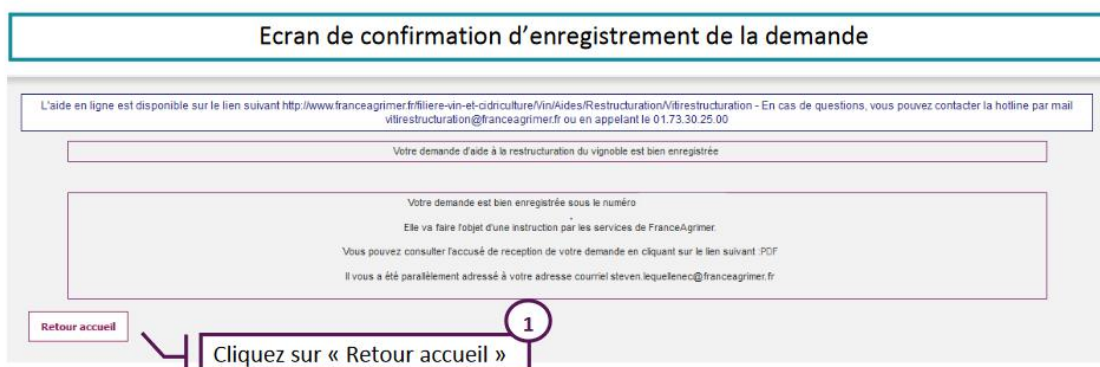 Ecran de confirmation d’enregistrement de la demande
L'aide en ligne est disponible sur le lien suivant http://www.franceagrimer.fr/filiere-vin-et-cidriculture/Vin/Aides/Restructuration/Vitirestructuration - En cas de questions, vous pouvez contacter la hotline par mail
vitirestructuration@franceagrimer.fr ou en appelant le 01.73.30.25.00
Votre demande d'aide à la restructuration du vignoble est bien enregistrée
Votre demande est bien enregistrée sous le numéro
.
Elle va faire l'objet d'une instruction par les services de FranceAgrimer.
Vous pouvez consulter l'accusé de reception de votre demande en cliquant sur le lien suivant :PDF
Il vous a été parallèlement adressé à votre adresse courriel steven.lequellenec@franceagrimer.fr
Retour accueil
1
Cliquez sur « Retour accueil »